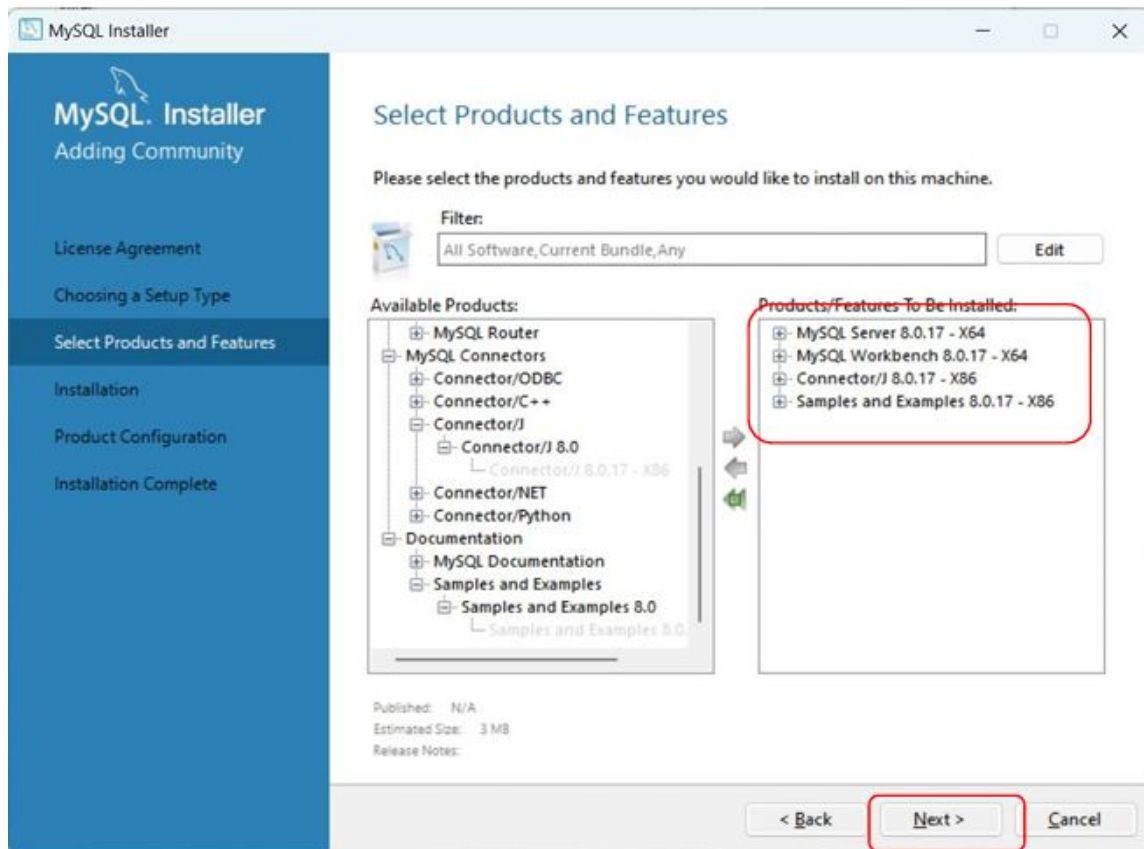 MySQL Installer
MySQL. Installer
Adding Community
License Agreement
Choosing a Setup Type
Select Products and Features
Installation
Product Configuration
Installation Complete
Select Products and Features
Please select the products and features you would like to install on this machine.
Filter:
All Software,Current Bundle,Any
Edit
Available Products:
MySQL Router
MySQL Connectors
Connector/ODBC
Connector/C++
Connector/J
Connector/J 8.0
Connector/J 8.0.17 - X86
Connector/NET
Connector/Python
Documentation
MySQL Documentation
Samples and Examples
Samples and Examples 8.0
Samples and Examples 8.0.
Products/Features To Be Installed:
MySQL Server 8.0.17 - X64
MySQL Workbench 8.0.17 - X64
Connector/J 8.0.17 - X86
Samples and Examples 8.0.17 - X86
Published: N/A
Estimated Size: 3 MB
Release Notes:
< Back
Next >
Cancel